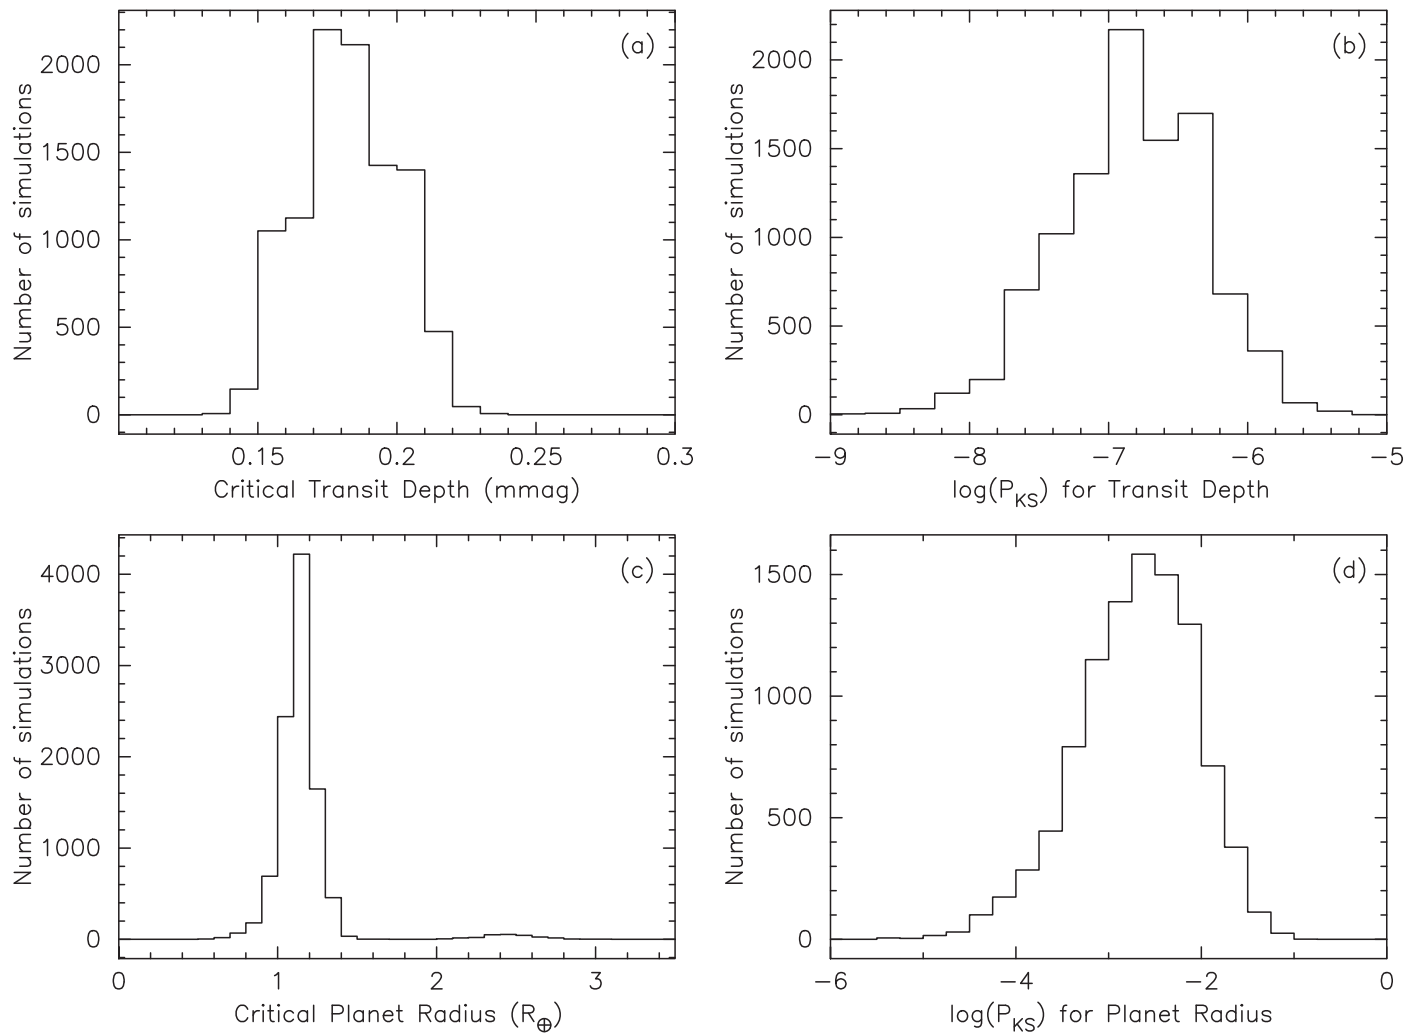 (a)
Number of simulations
2000
1500
1000
500
0
0.15 0.2 0.25 0.3
Critical Transit Depth (mmag)
(b)
Number of simulations
2000
1500
1000
500
0
−9 −8 −7 −6 −5
log(P_KS) for Transit Depth
(c)
Number of simulations
4000
3000
2000
1000
0
0 1 2 3
Critical Planet Radius (R_⊕)
(d)
Number of simulations
1500
1000
500
0
−6 −4 −2 0
log(P_KS) for Planet Radius